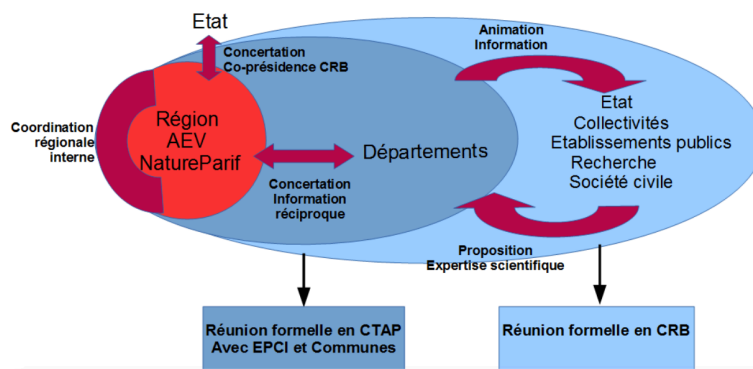 Etat
Concertation
Co-présidence CRB
Animation
Information
Coordination
régionale
interne
Région
AEV
NatureParif
Concertation
Information
réciproque
Départements
Etat
Collectivités
Etablissements publics
Recherche
Société civile
Proposition
Expertise scientifique
Réunion formelle en CTAP
Avec EPCI et Communes
Réunion formelle en CRB